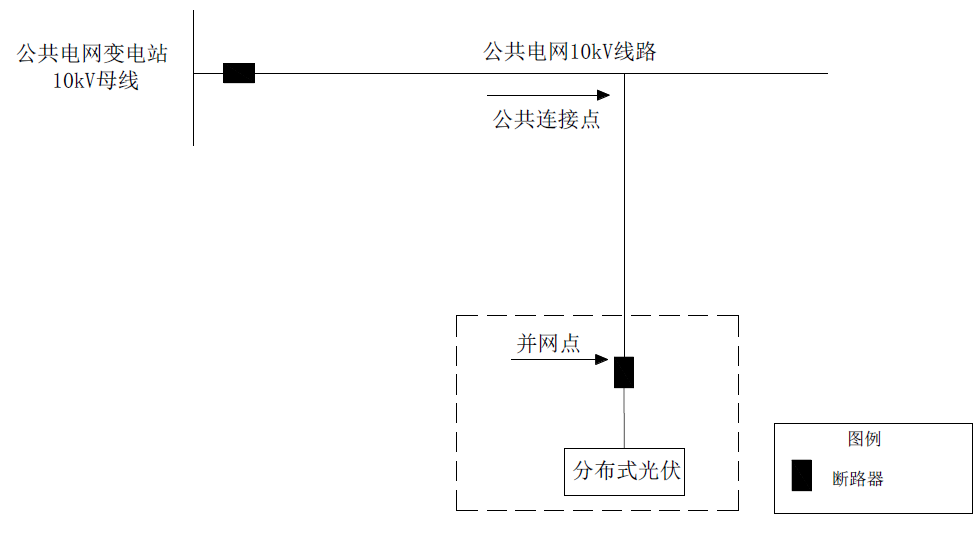 公共电网变电站
10kV母线
公共电网10kV线路
公共连接点
并网点
分布式光伏
图例
断路器